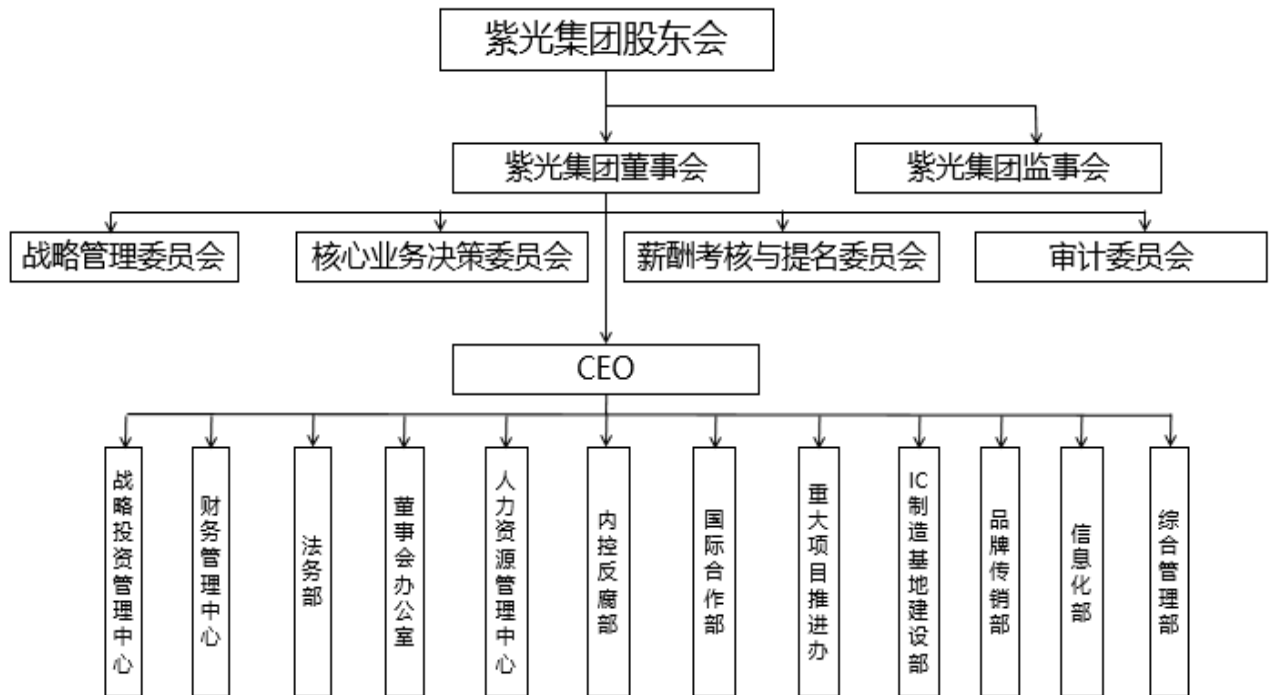 紫光集团股东会
紫光集团董事会
紫光集团监事会
战略管理委员会
核心业务决策委员会
薪酬考核与提名委员会
审计委员会
CEO
战略投资管理中心
财务管理中心
法务部
董事会办公室
人力资源管理中心
内控反腐部
国际合作部
重大项目推进办
IC制造基地建设部
品牌传销部
信息化部
综合管理部